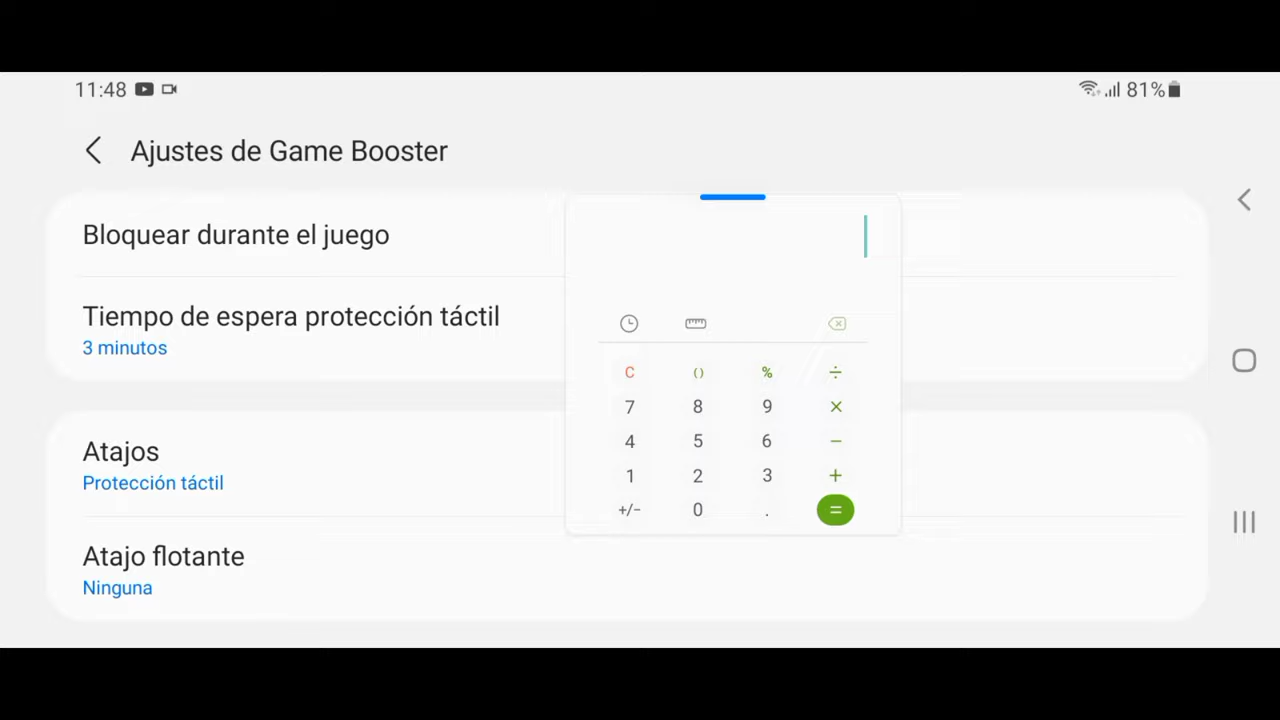 11:48
81%
Ajustes de Game Booster
Bloquear durante el juego
Tiempo de espera protección táctil
3 minutos
Atajos
Protección táctil
Atajo flotante
Ninguna
C () % ÷
7 8 9 ×
4 5 6 −
1 2 3 +
+/− 0 . =